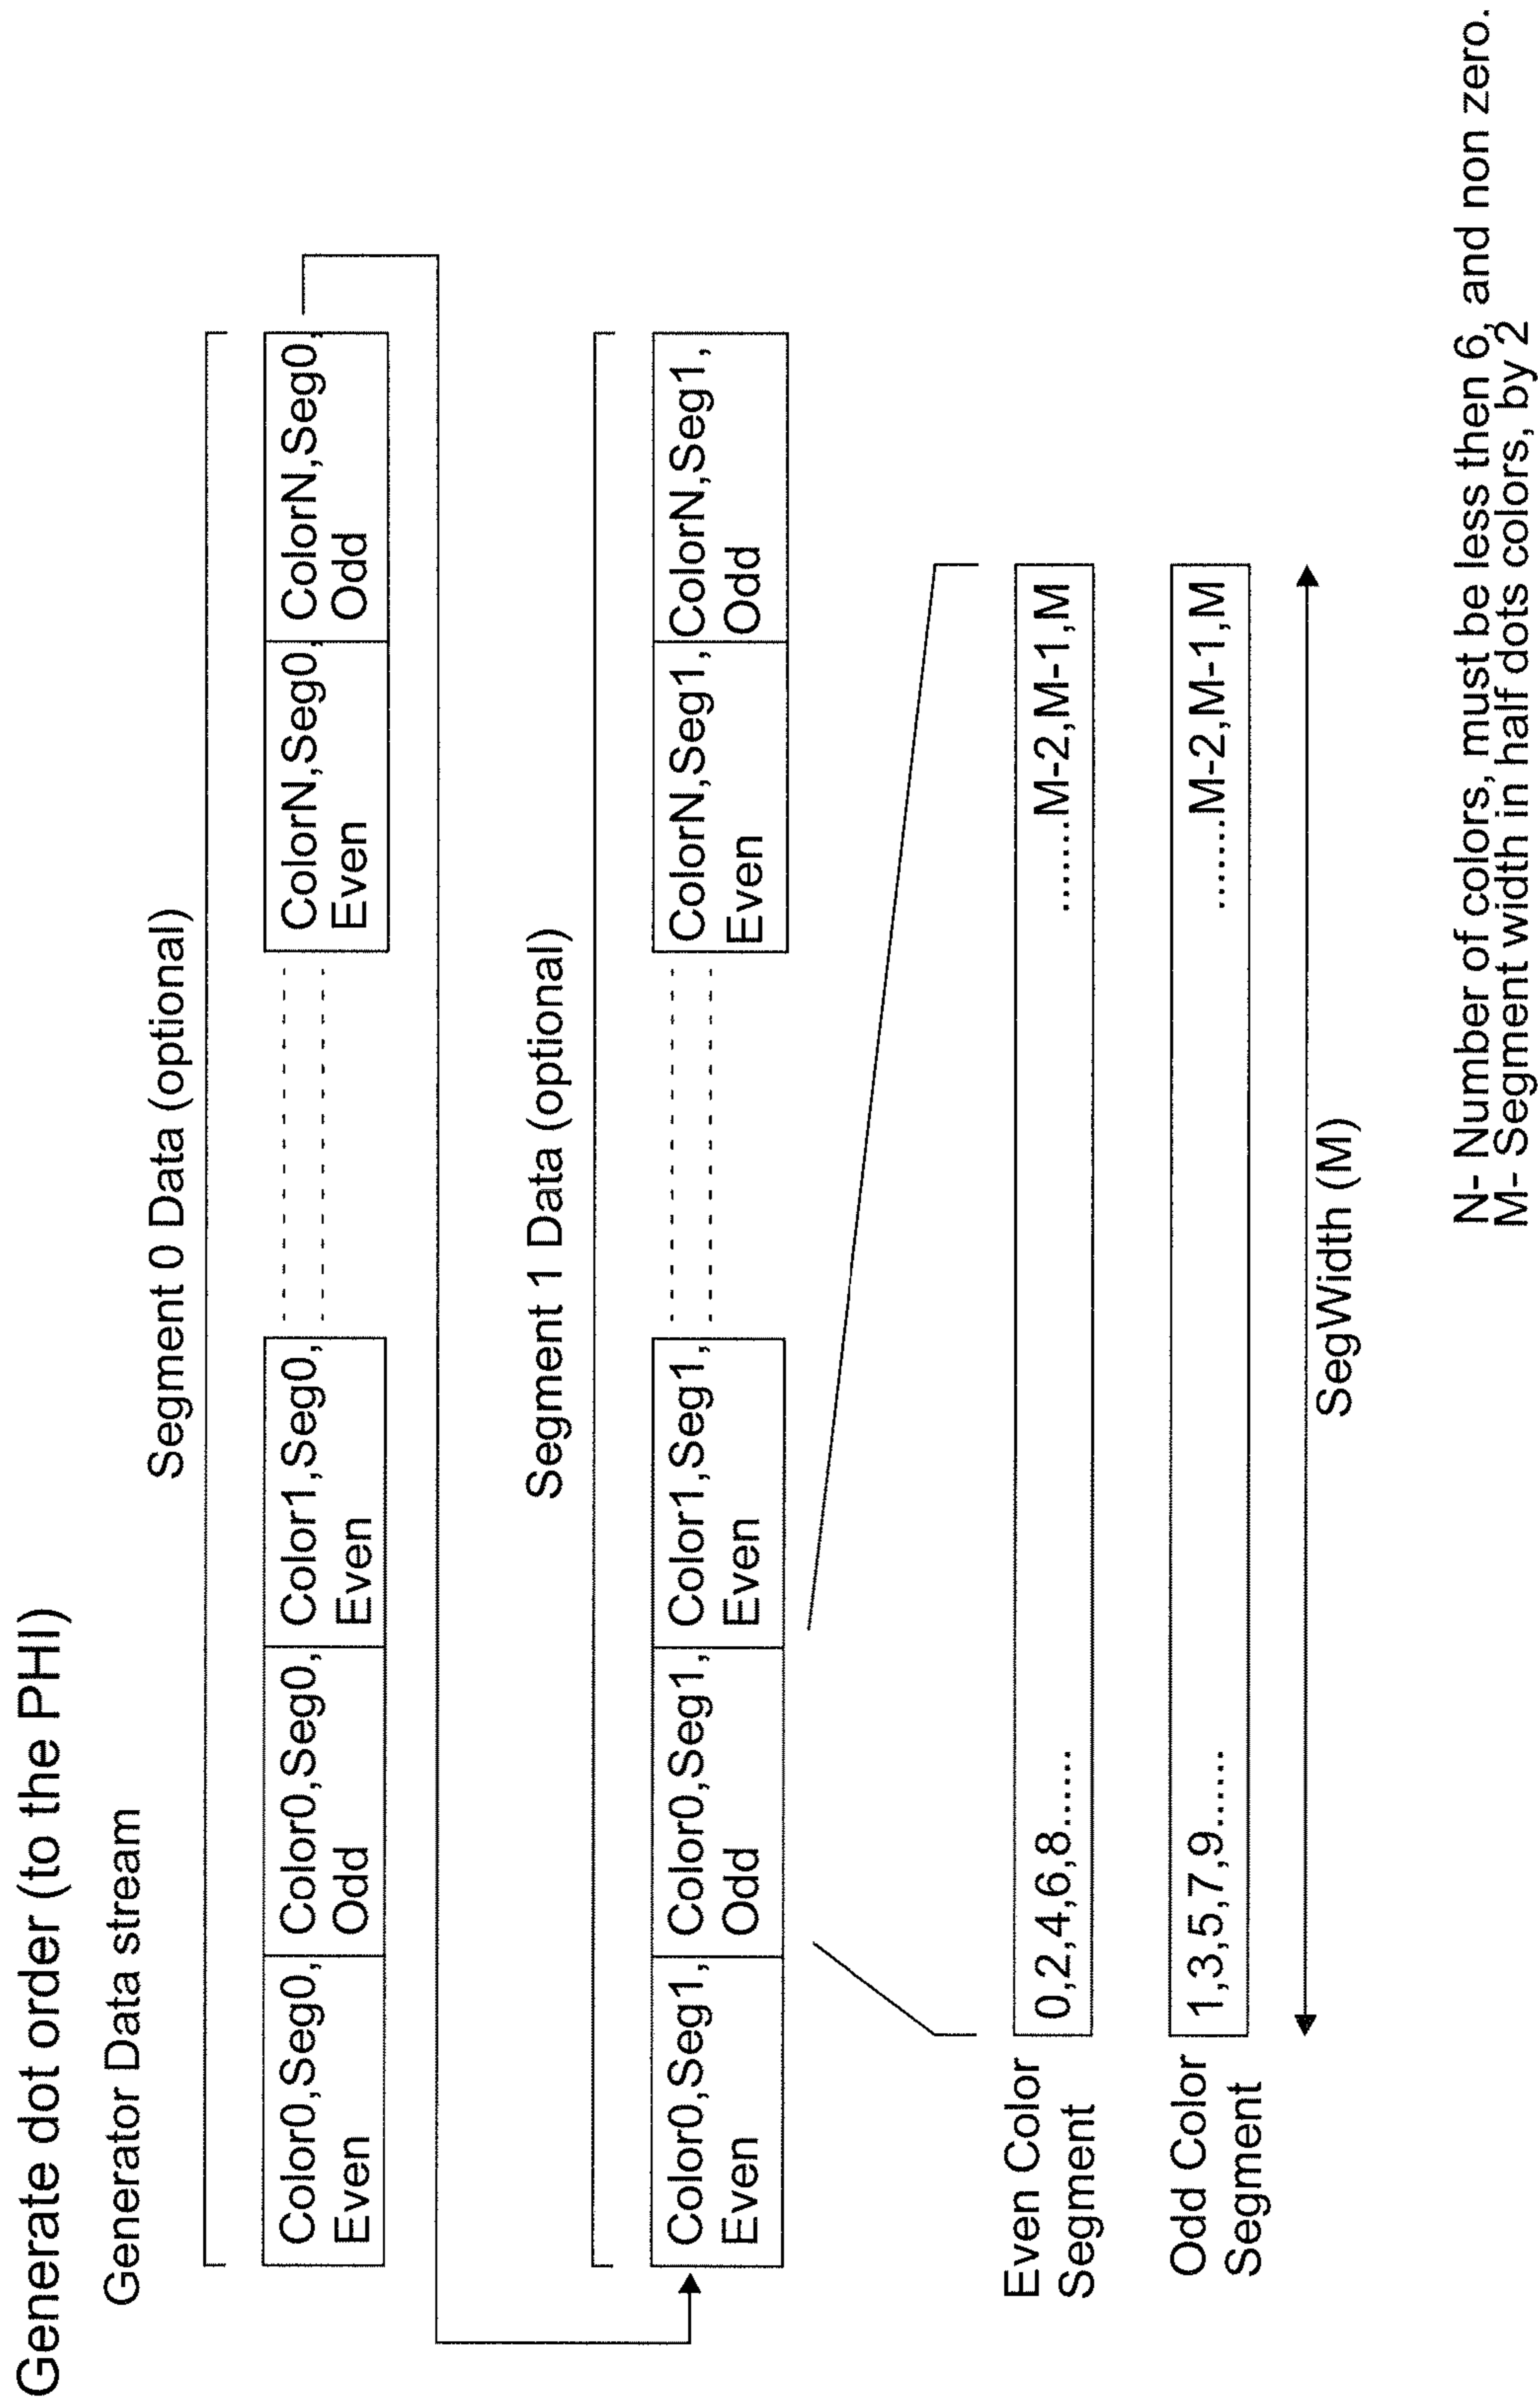 Generate dot order (to the PHI)
Generator Data stream
Segment 0 Data (optional)
Color0,Seg0,
Even
Color0,Seg0,
Odd
Color1,Seg0,
Even
ColorN,Seg0,
Even
ColorN,Seg0,
Odd
Segment 1 Data (optional)
Color0,Seg1,
Even
Color0,Seg1,
Odd
Color1,Seg1,
Even
ColorN,Seg1,
Even
ColorN,Seg1,
Odd
Even Color
Segment
0,2,4,6,8...... .......M-2,M-1,M
Odd Color
Segment
1,3,5,7,9...... .......M-2,M-1,M
SegWidth (M)
N- Number of colors, must be less then 6, and non zero.
M- Segment width in half dots colors, by 2